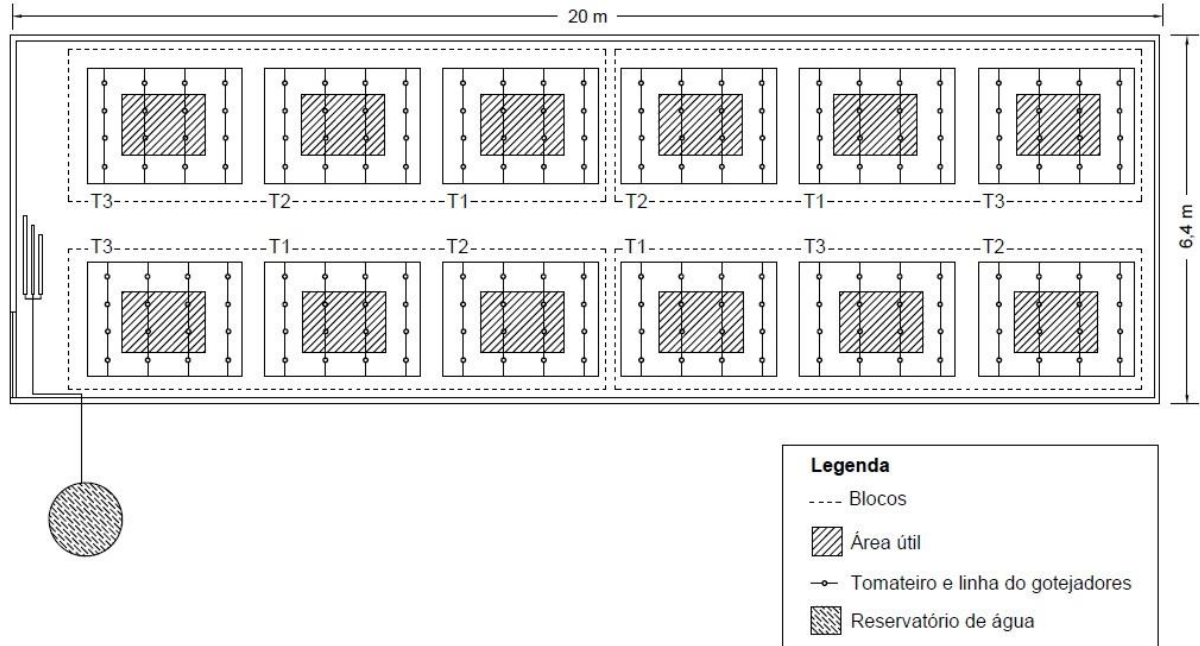 20 m
T3 T2 T1 T2 T1 T3
6,4 m
T3 T1 T2 T1 T3 T2
Legenda
Blocos
Área útil
Tomateiro e linha do gotejadores
Reservatório de água